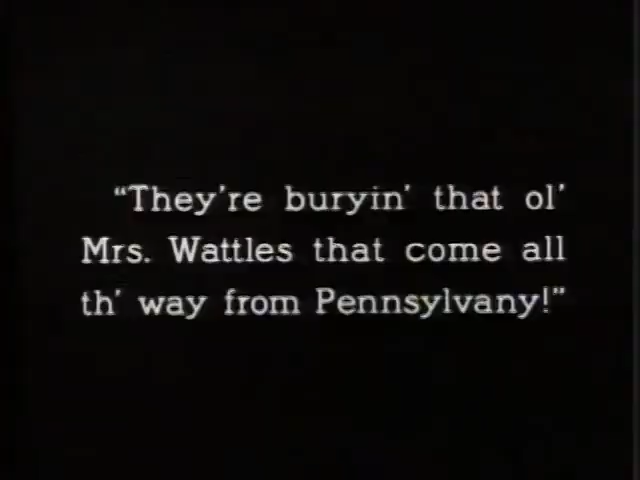 “They’re buryin’ that ol’
Mrs. Wattles that come all
th’ way from Pennsylvany!”